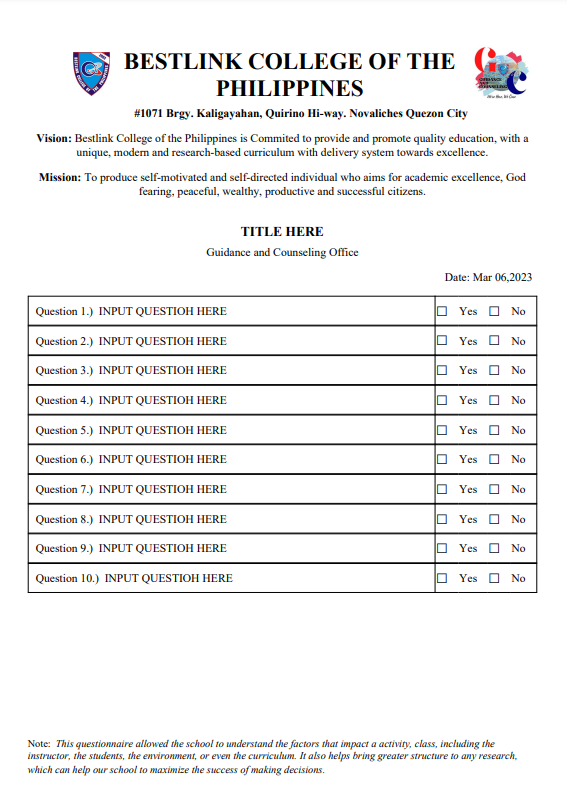 BESTLINK COLLEGE OF THE
PHILIPPINES
#1071 Brgy. Kaligayahan, Quirino Hi-way. Novaliches Quezon City
Vision: Bestlink College of the Philippines is Commited to provide and promote quality education, with a
unique, modern and research-based curriculum with delivery system towards excellence.
Mission: To produce self-motivated and self-directed individual who aims for academic excellence, God
fearing, peaceful, wealthy, productive and successful citizens.
TITLE HERE
Guidance and Counseling Office
Date: Mar 06,2023
Question 1.) INPUT QUESTIOH HERE ☐ Yes ☐ No
Question 2.) INPUT QUESTIOH HERE ☐ Yes ☐ No
Question 3.) INPUT QUESTIOH HERE ☐ Yes ☐ No
Question 4.) INPUT QUESTIOH HERE ☐ Yes ☐ No
Question 5.) INPUT QUESTIOH HERE ☐ Yes ☐ No
Question 6.) INPUT QUESTIOH HERE ☐ Yes ☐ No
Question 7.) INPUT QUESTIOH HERE ☐ Yes ☐ No
Question 8.) INPUT QUESTIOH HERE ☐ Yes ☐ No
Question 9.) INPUT QUESTIOH HERE ☐ Yes ☐ No
Question 10.) INPUT QUESTIOH HERE ☐ Yes ☐ No
Note: This questionnaire allowed the school to understand the factors that impact a activity, class, including the
instructor, the students, the environment, or even the curriculum. It also helps bring greater structure to any research,
which can help our school to maximize the success of making decisions.